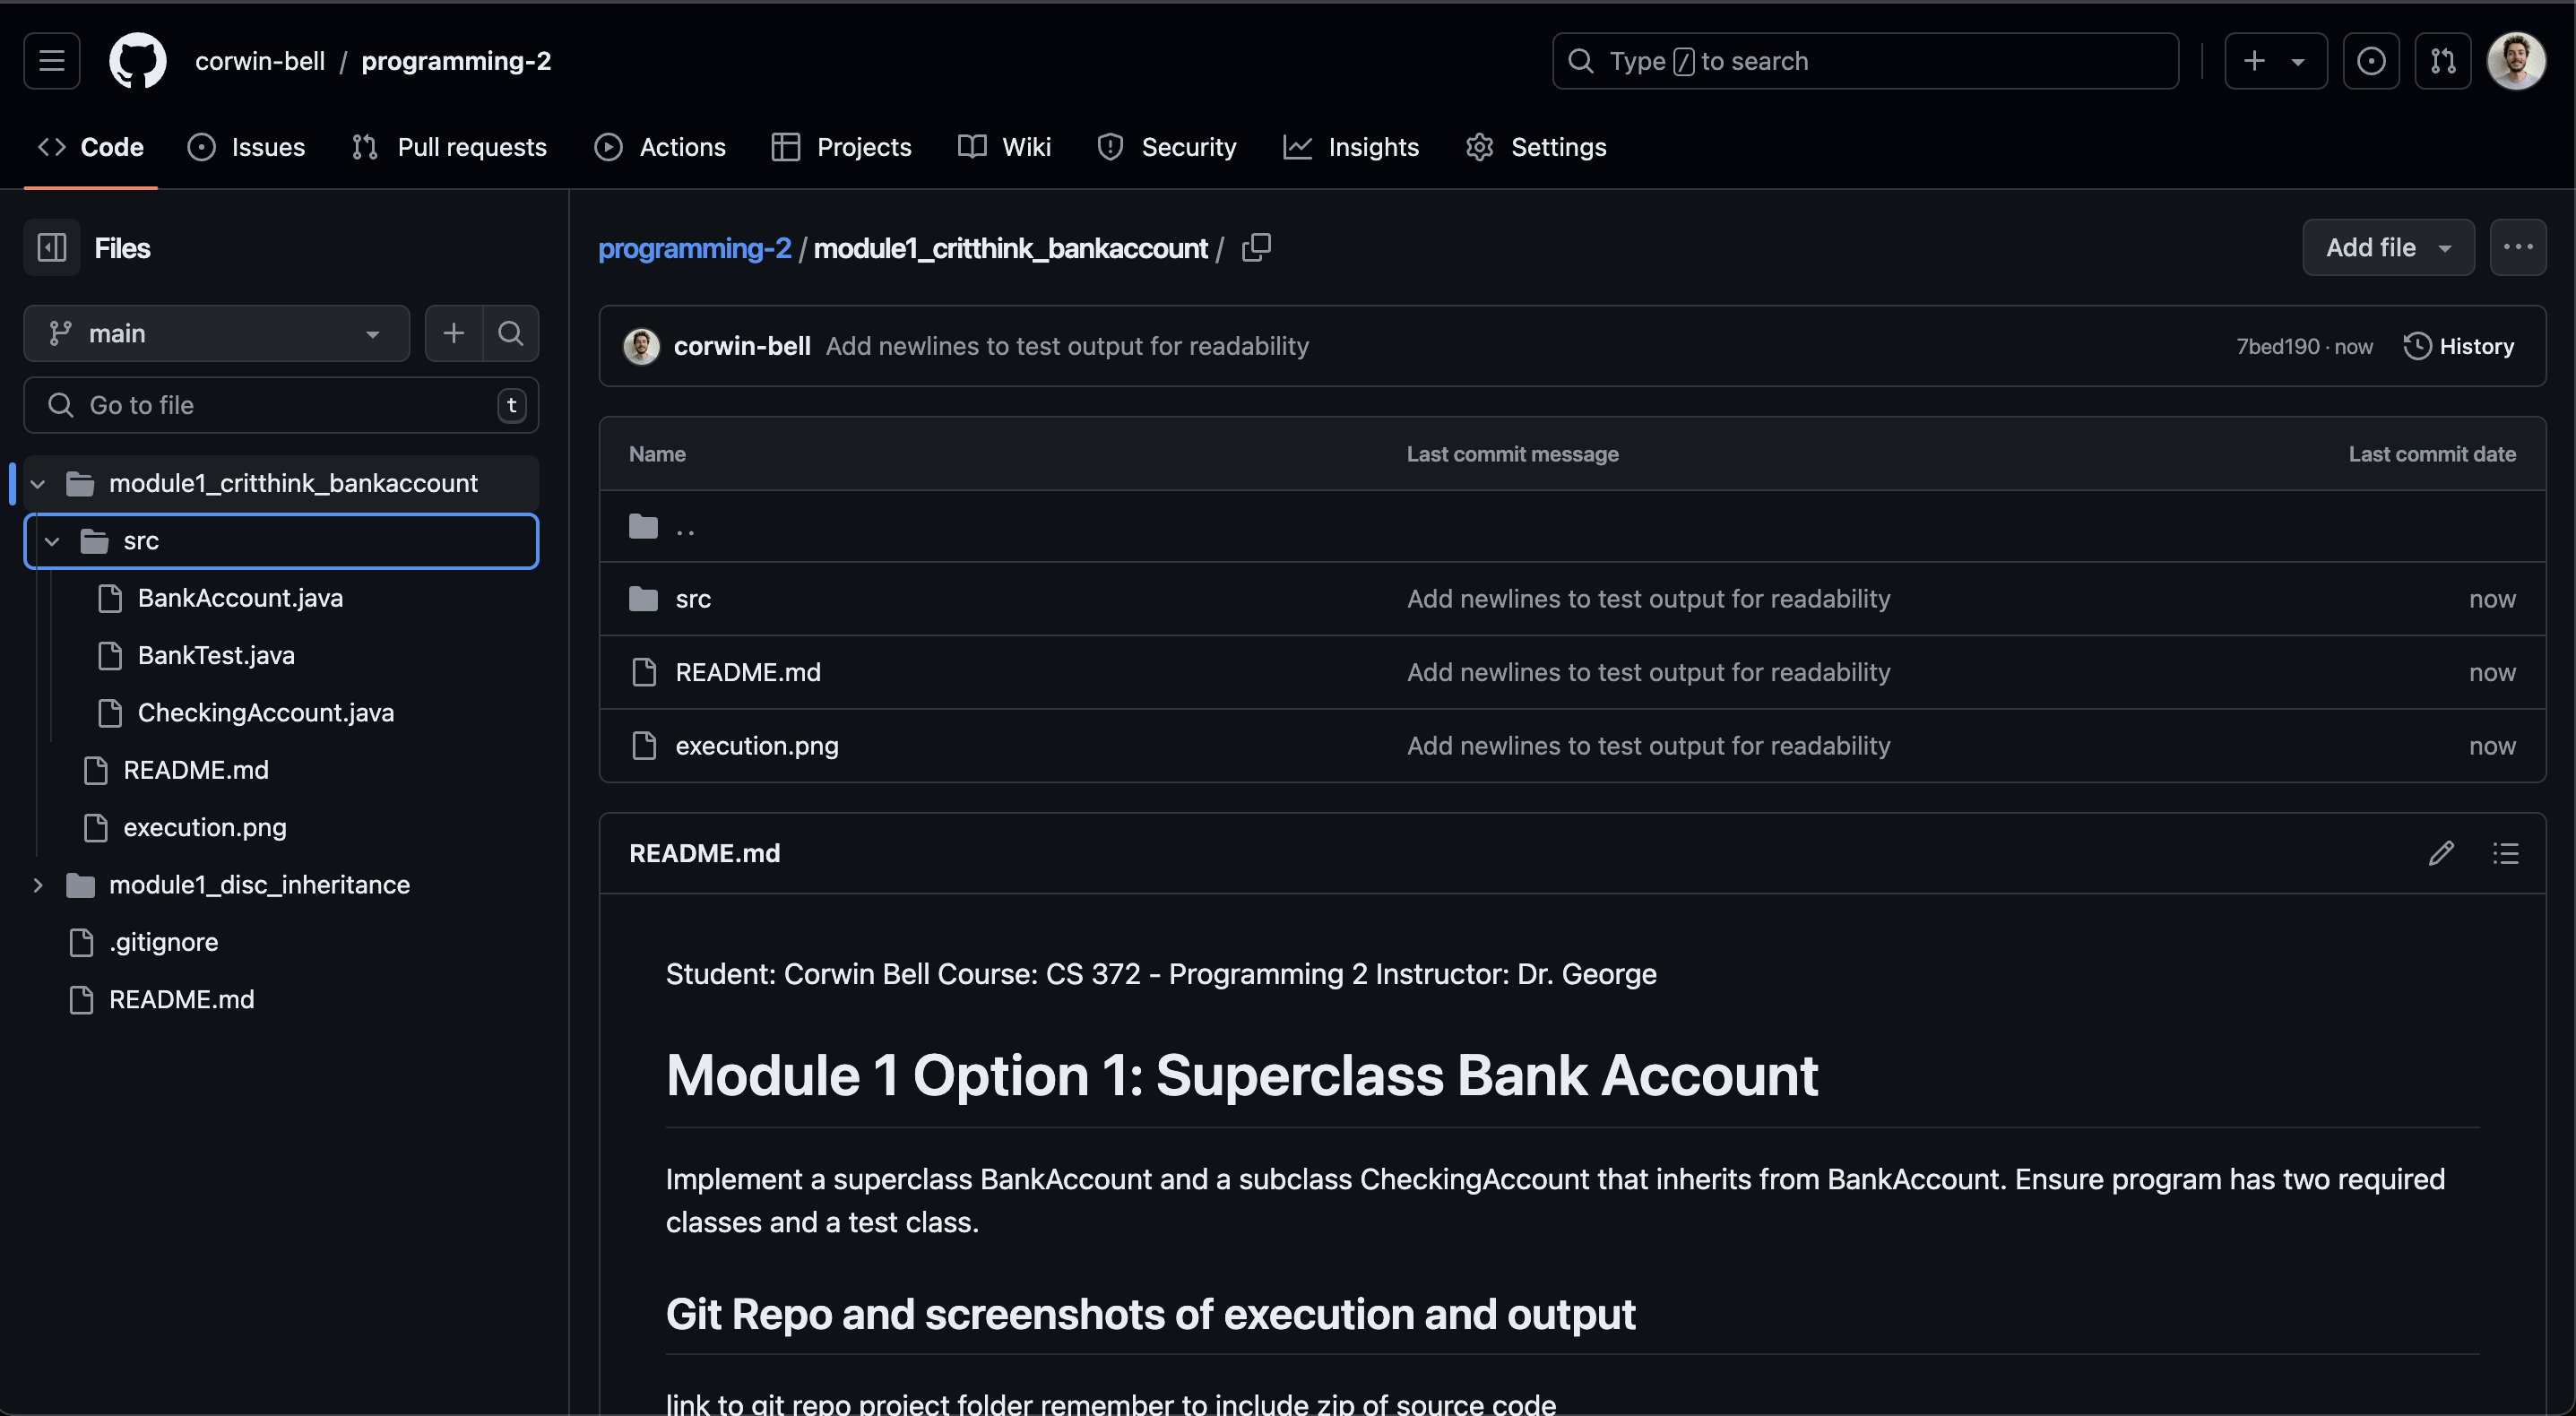 corwin-bell / programming-2
Type / to search
Code
Issues
Pull requests
Actions
Projects
Wiki
Security
Insights
Settings
Files
main
Go to file
t
module1_critthink_bankaccount
src
BankAccount.java
BankTest.java
CheckingAccount.java
README.md
execution.png
module1_disc_inheritance
.gitignore
README.md
programming-2 / module1_critthink_bankaccount /
Add file
corwin-bell Add newlines to test output for readability
7bed190 · now
History
Name Last commit message Last commit date
..
src Add newlines to test output for readability now
README.md Add newlines to test output for readability now
execution.png Add newlines to test output for readability now
README.md
Student: Corwin Bell Course: CS 372 - Programming 2 Instructor: Dr. George
Module 1 Option 1: Superclass Bank Account
Implement a superclass BankAccount and a subclass CheckingAccount that inherits from BankAccount. Ensure program has two required
classes and a test class.
Git Repo and screenshots of execution and output
link to git repo project folder remember to include zip of source code